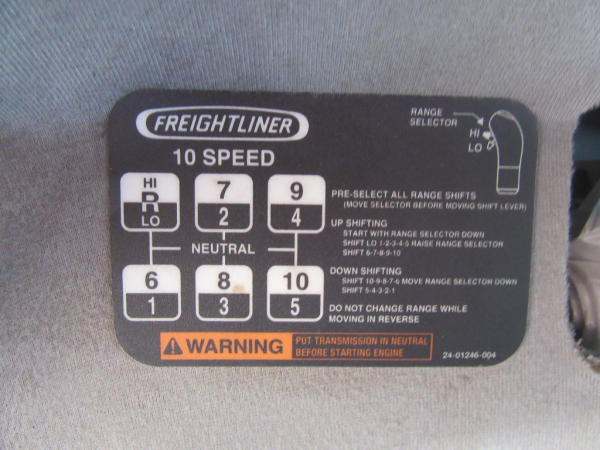 FREIGHTLINER
10 SPEED
RANGE
SELECTOR
HI
LO
HI
R
LO
7
2
9
4
NEUTRAL
6
1
8
3
10
5
PRE-SELECT ALL RANGE SHIFTS
(MOVE SELECTOR BEFORE MOVING SHIFT LEVER)
UP SHIFTING
START WITH RANGE SELECTOR DOWN
SHIFT LO 1-2-3-4-5 RAISE RANGE SELECTOR
SHIFT 6-7-8-9-10
DOWN SHIFTING
SHIFT 10-9-8-7-6 MOVE RANGE SELECTOR DOWN
SHIFT 5-4-3-2-1
DO NOT CHANGE RANGE WHILE
MOVING IN REVERSE
WARNING
PUT TRANSMISSION IN NEUTRAL
BEFORE STARTING ENGINE
24-01246-004